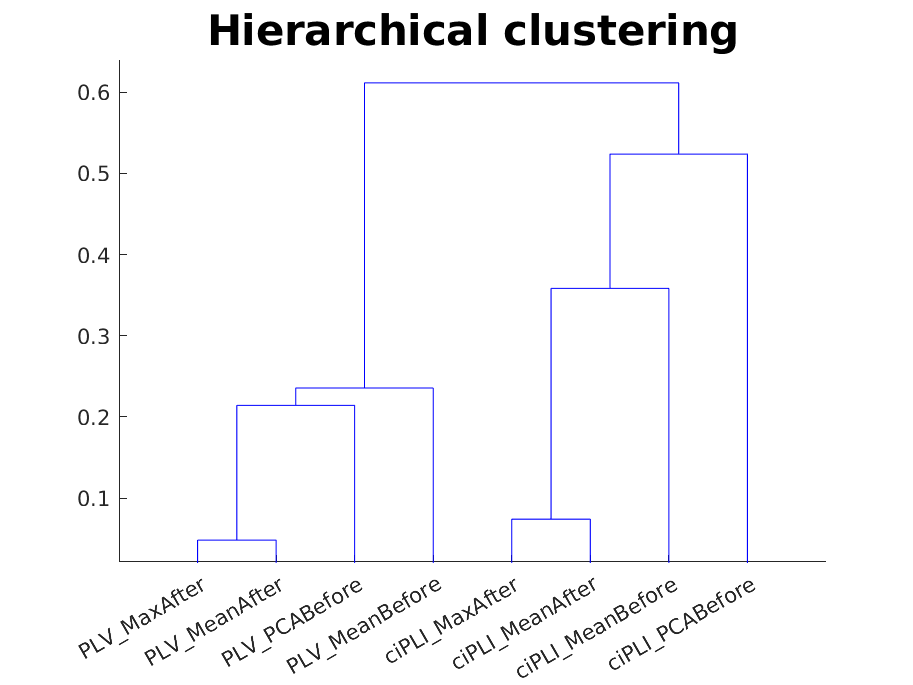 Hierarchical clustering
0.6
0.5
0.4
0.3
0.2
0.1
PLV_MaxAfter
PLV_MeanAfter
PLV_PCABefore
PLV_MeanBefore
ciPLI_MaxAfter
ciPLI_MeanAfter
ciPLI_MeanBefore
ciPLI_PCABefore